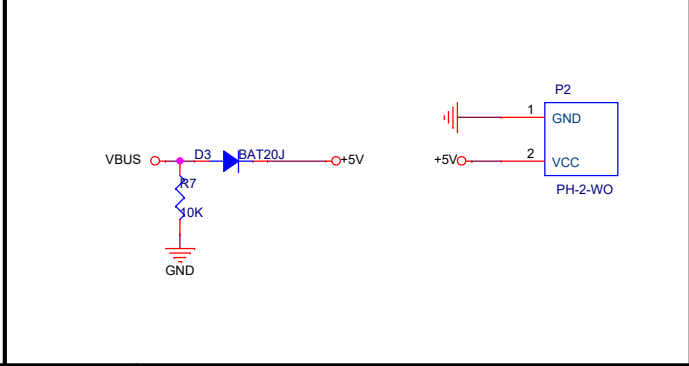 P2
1
GND
VBUS
D3
BAT20J
+5V
+5V
2
VCC
R7
10K
PH-2-WO
GND